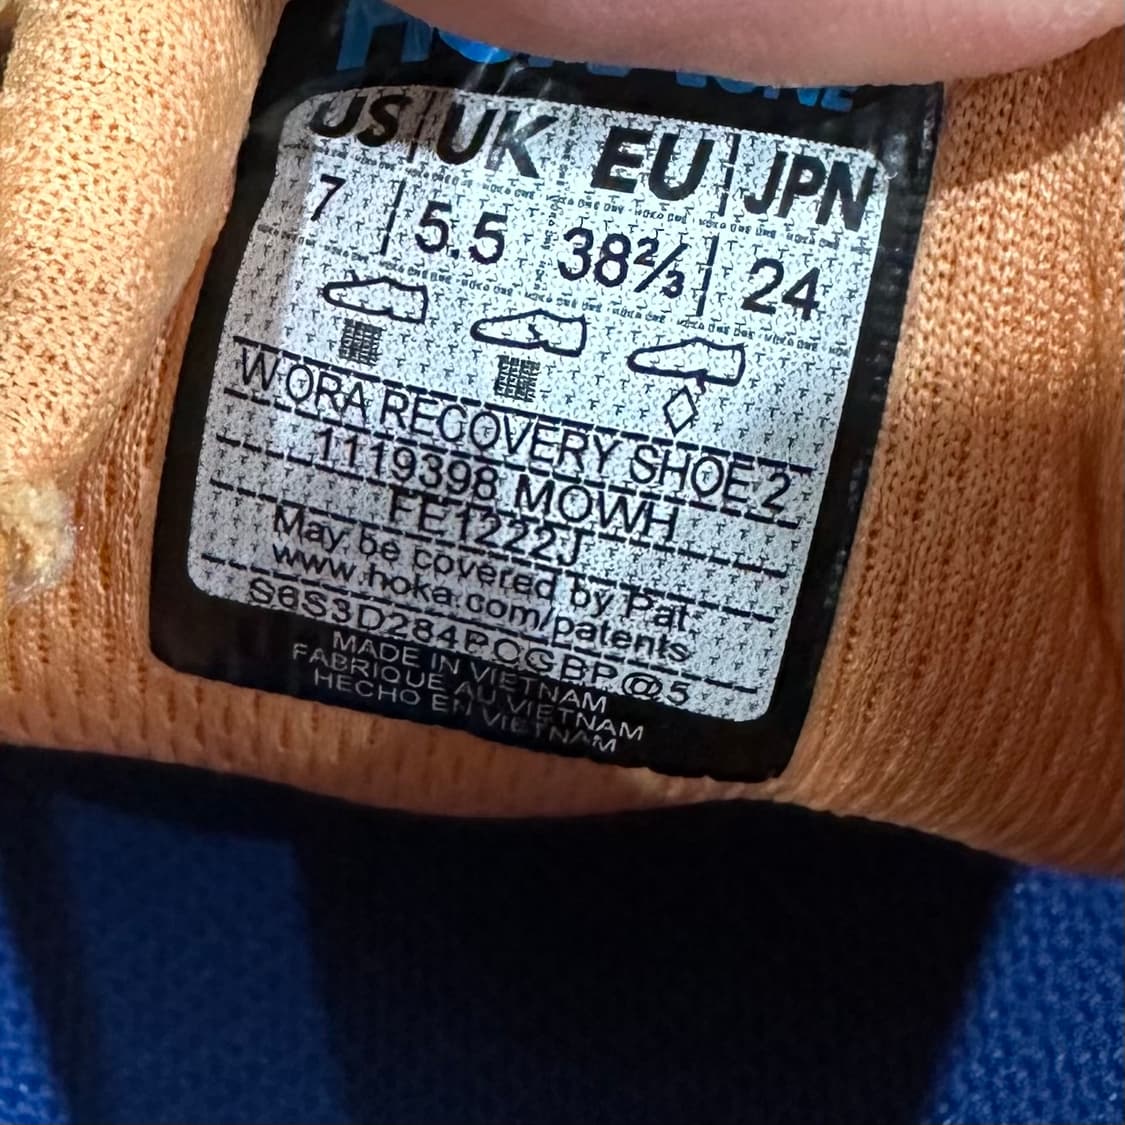 US UK EU JPN
7 5.5 38⅔ 24
W ORA RECOVERY SHOE 2
1119398 MOWH
FE1222J
May be covered by Pat
www.hoka.com/patents
S6S3D284PCGBP@5
MADE IN VIETNAM
FABRIQUE AU VIETNAM
HECHO EN VIETNAM